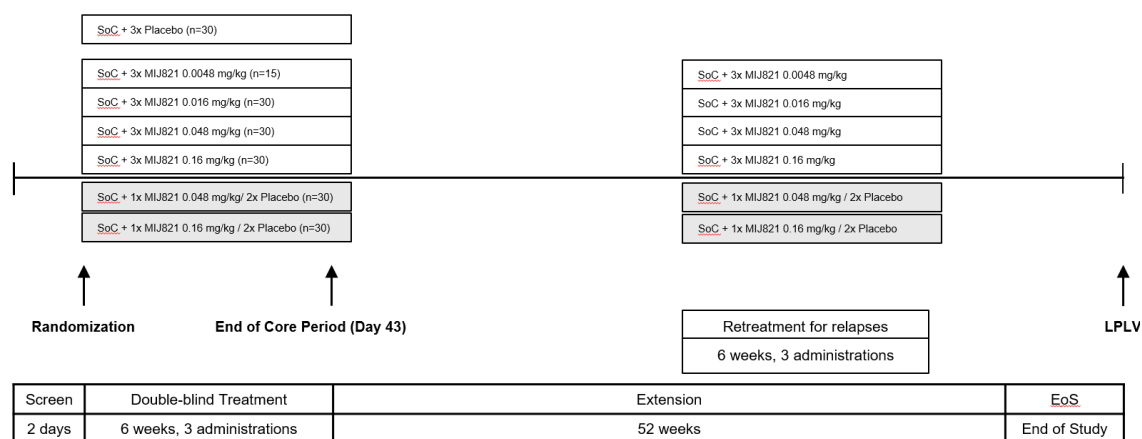 SoC + 3x Placebo (n=30)
SoC + 3x MIJ821 0.0048 mg/kg (n=15)
SoC + 3x MIJ821 0.016 mg/kg (n=30)
SoC + 3x MIJ821 0.048 mg/kg (n=30)
SoC + 3x MIJ821 0.16 mg/kg (n=30)
SoC + 1x MIJ821 0.048 mg/kg/ 2x Placebo (n=30)
SoC + 1x MIJ821 0.16 mg/kg / 2x Placebo (n=30)
SoC + 3x MIJ821 0.0048 mg/kg
SoC + 3x MIJ821 0.016 mg/kg
SoC + 3x MIJ821 0.048 mg/kg
SoC + 3x MIJ821 0.16 mg/kg
SoC + 1x MIJ821 0.048 mg/kg / 2x Placebo
SoC + 1x MIJ821 0.16 mg/kg / 2x Placebo
Randomization
End of Core Period (Day 43)
LPLV
Retreatment for relapses
6 weeks, 3 administrations
Screen Double-blind Treatment Extension EoS
2 days 6 weeks, 3 administrations 52 weeks End of Study